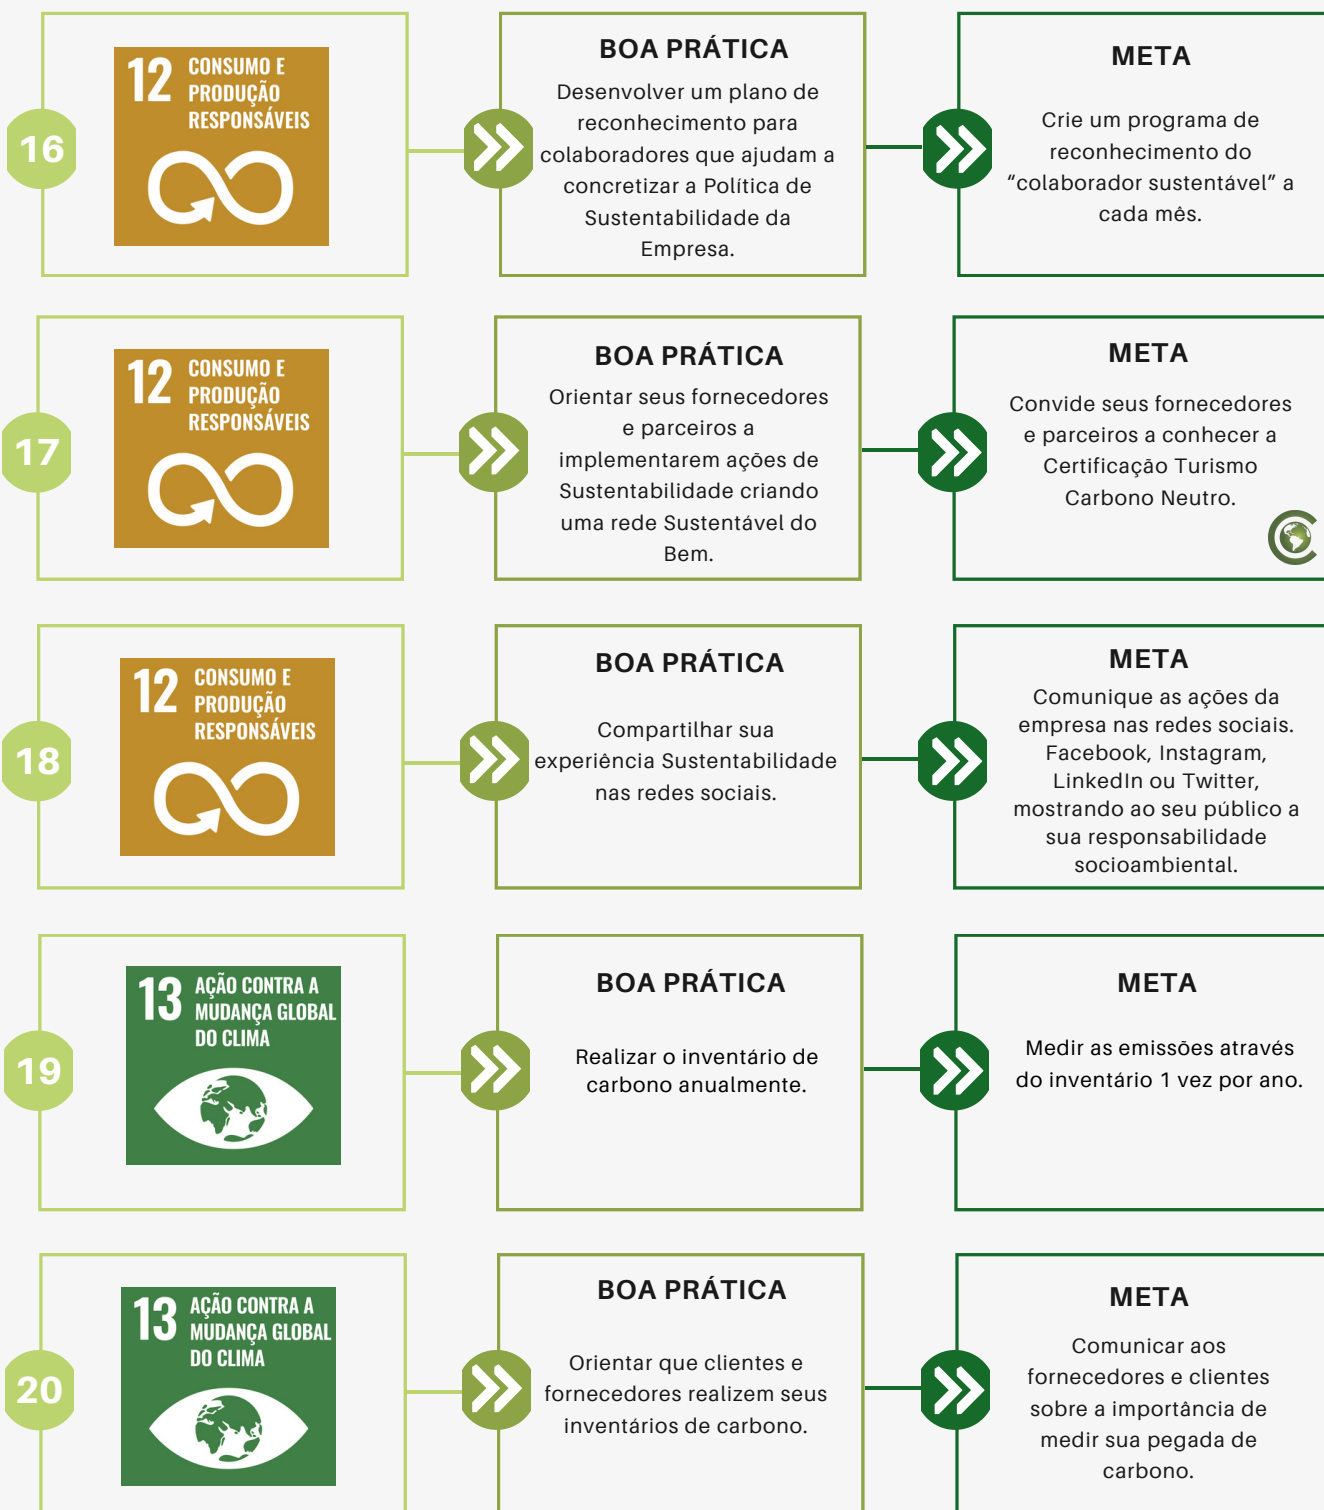 16
12 CONSUMO E
PRODUÇÃO
RESPONSÁVEIS
BOA PRÁTICA
Desenvolver um plano de
reconhecimento para
colaboradores que ajudam a
concretizar a Política de
Sustentabilidade da
Empresa.
META
Crie um programa de
reconhecimento do
“colaborador sustentável” a
cada mês.
17
12 CONSUMO E
PRODUÇÃO
RESPONSÁVEIS
BOA PRÁTICA
Orientar seus fornecedores
e parceiros a
implementarem ações de
Sustentabilidade criando
uma rede Sustentável do
Bem.
META
Convide seus fornecedores
e parceiros a conhecer a
Certificação Turismo
Carbono Neutro.
18
12 CONSUMO E
PRODUÇÃO
RESPONSÁVEIS
BOA PRÁTICA
Compartilhar sua
experiência Sustentabilidade
nas redes sociais.
META
Comunique as ações da
empresa nas redes sociais.
Facebook, Instagram,
LinkedIn ou Twitter,
mostrando ao seu público a
sua responsabilidade
socioambiental.
19
13 AÇÃO CONTRA A
MUDANÇA GLOBAL
DO CLIMA
BOA PRÁTICA
Realizar o inventário de
carbono anualmente.
META
Medir as emissões através
do inventário 1 vez por ano.
20
13 AÇÃO CONTRA A
MUDANÇA GLOBAL
DO CLIMA
BOA PRÁTICA
Orientar que clientes e
fornecedores realizem seus
inventários de carbono.
META
Comunicar aos
fornecedores e clientes
sobre a importância de
medir sua pegada de
carbono.